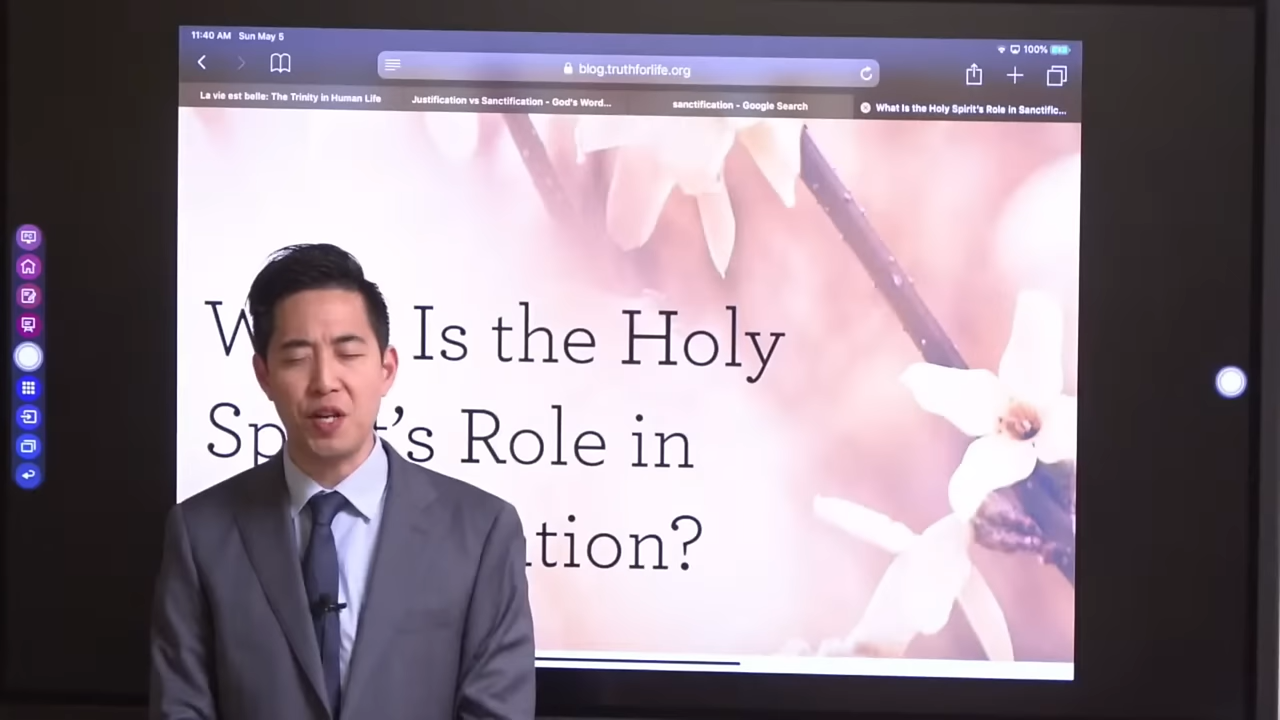 11:40 AM Sun May 5
100%
blog.truthforlife.org
La vie est belle: The Trinity in Human Life
Justification vs Sanctification - God's Word...
sanctification - Google Search
What Is the Holy Spirit's Role in Sanctific...
Is the Holy
Role in